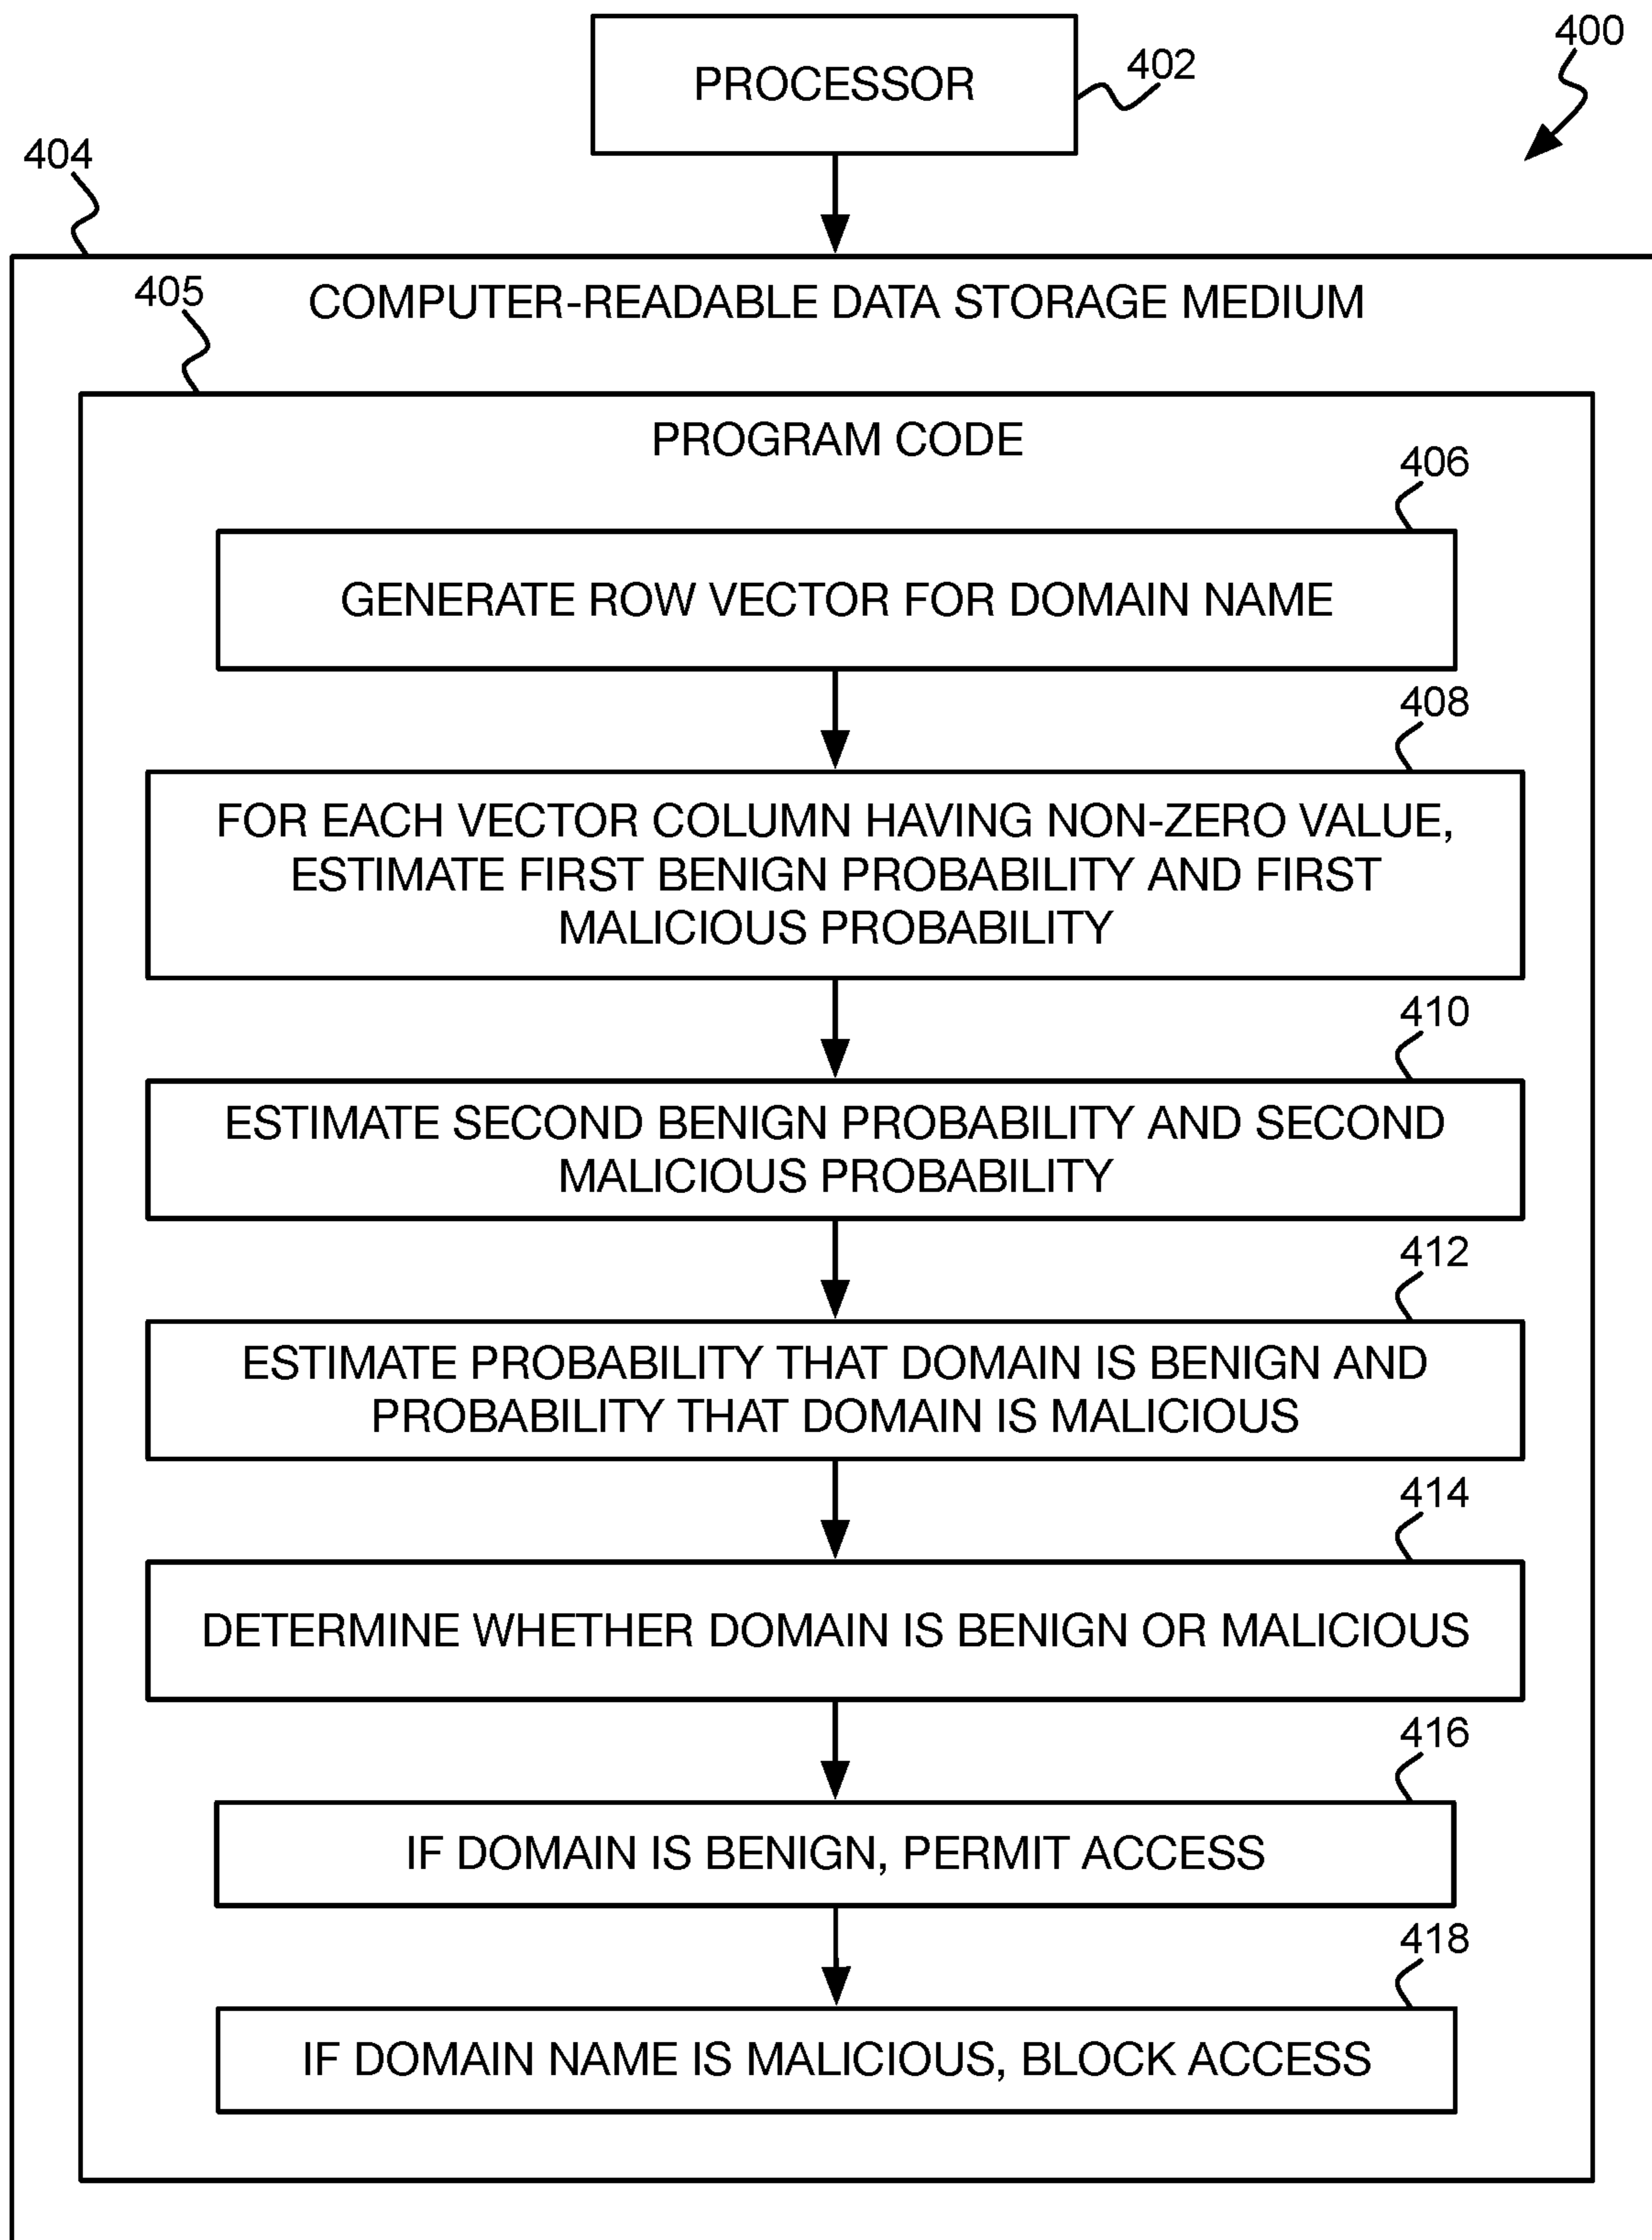 PROCESSOR
402
400
404
405
COMPUTER-READABLE DATA STORAGE MEDIUM
PROGRAM CODE
406
GENERATE ROW VECTOR FOR DOMAIN NAME
408
FOR EACH VECTOR COLUMN HAVING NON-ZERO VALUE,
ESTIMATE FIRST BENIGN PROBABILITY AND FIRST
MALICIOUS PROBABILITY
410
ESTIMATE SECOND BENIGN PROBABILITY AND SECOND
MALICIOUS PROBABILITY
412
ESTIMATE PROBABILITY THAT DOMAIN IS BENIGN AND
PROBABILITY THAT DOMAIN IS MALICIOUS
414
DETERMINE WHETHER DOMAIN IS BENIGN OR MALICIOUS
416
IF DOMAIN IS BENIGN, PERMIT ACCESS
418
IF DOMAIN NAME IS MALICIOUS, BLOCK ACCESS